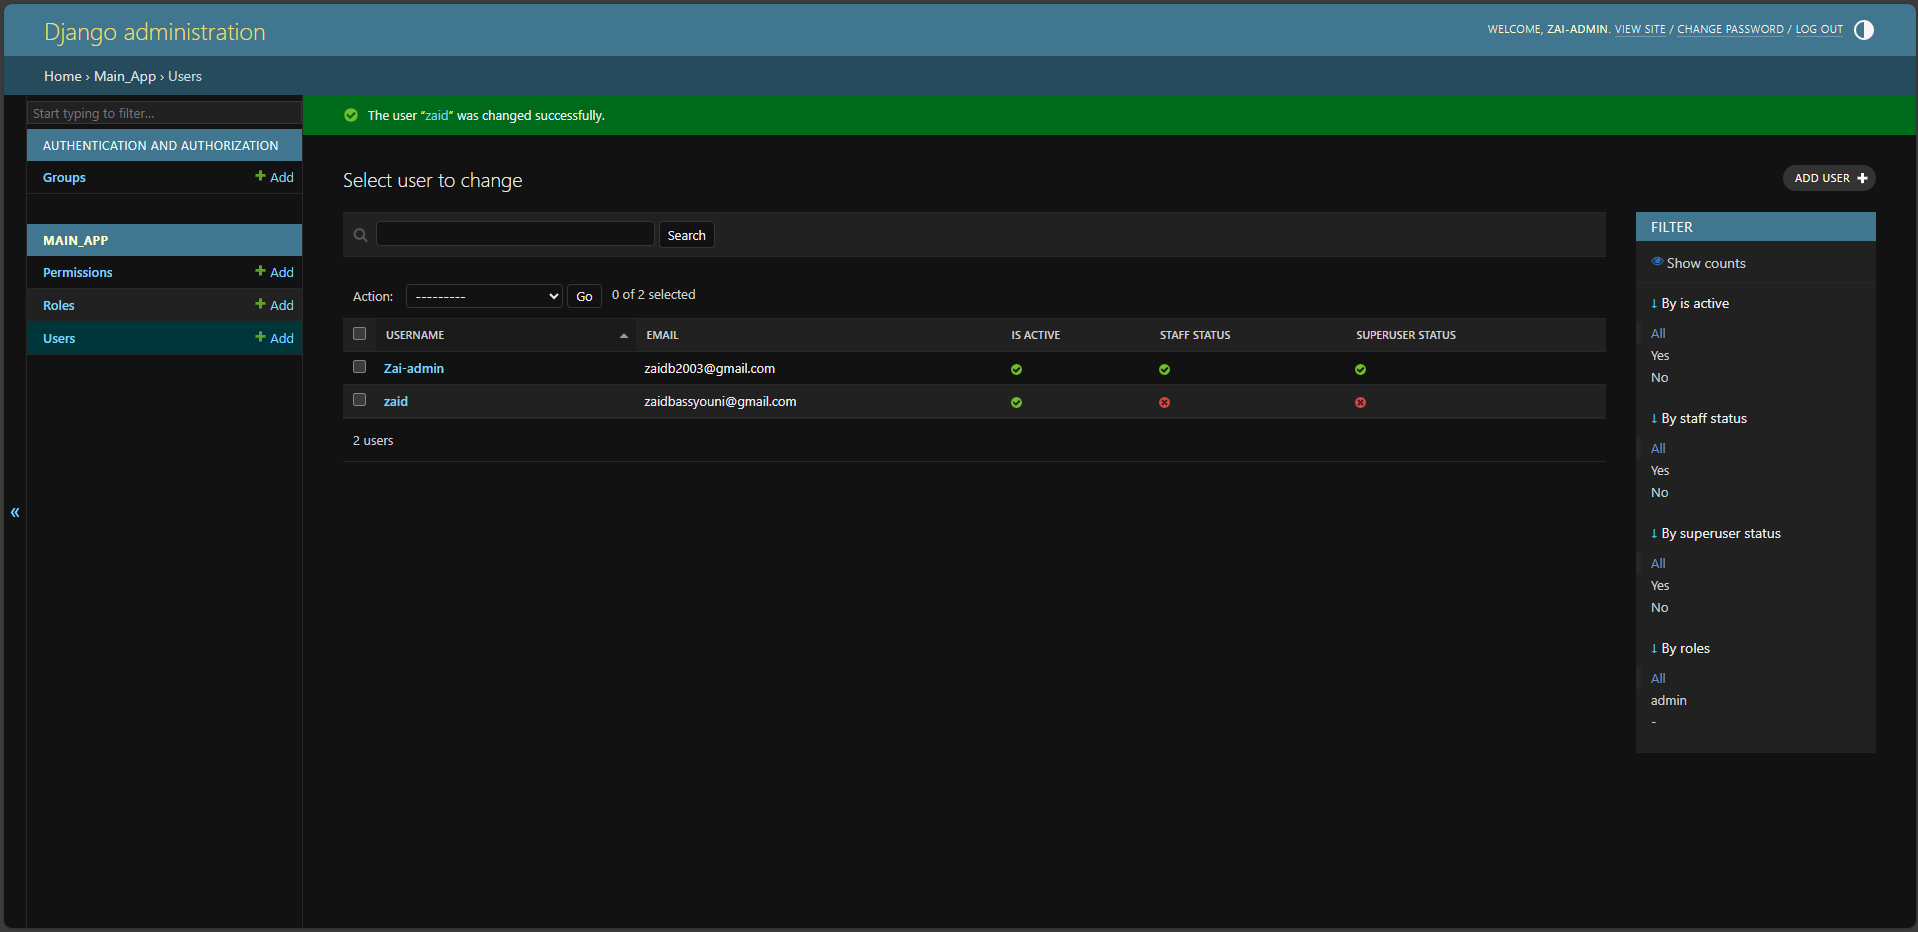 Django administration
WELCOME, ZAI-ADMIN. VIEW SITE / CHANGE PASSWORD / LOG OUT
Home › Main_App › Users
Start typing to filter...
AUTHENTICATION AND AUTHORIZATION
Groups + Add
MAIN_APP
Permissions + Add
Roles + Add
Users + Add
«
The user “zaid” was changed successfully.
Select user to change
ADD USER +
Search
Action: --------- Go 0 of 2 selected
USERNAME EMAIL IS ACTIVE STAFF STATUS SUPERUSER STATUS
Zai-admin zaidb2003@gmail.com
zaid zaidbassyouni@gmail.com
2 users
FILTER
Show counts
↓ By is active
All
Yes
No
↓ By staff status
All
Yes
No
↓ By superuser status
All
Yes
No
↓ By roles
All
admin
-